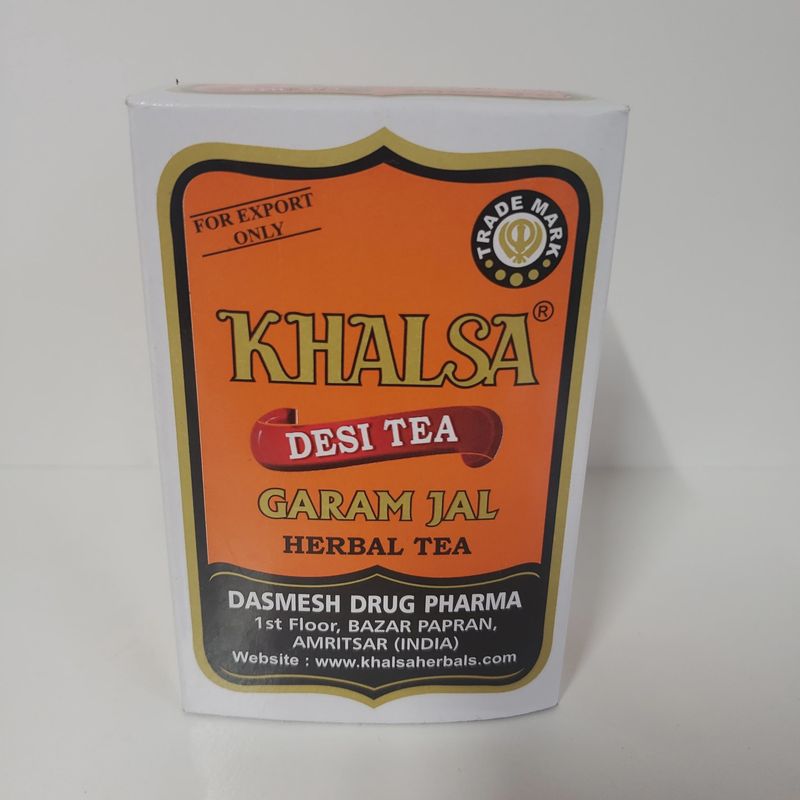 FOR EXPORT
ONLY
TRADE MARK
KHALSA®
DESI TEA
GARAM JAL
HERBAL TEA
DASMESH DRUG PHARMA
1st Floor, BAZAR PAPRAN,
AMRITSAR (INDIA)
Website : www.khalsaherbals.com